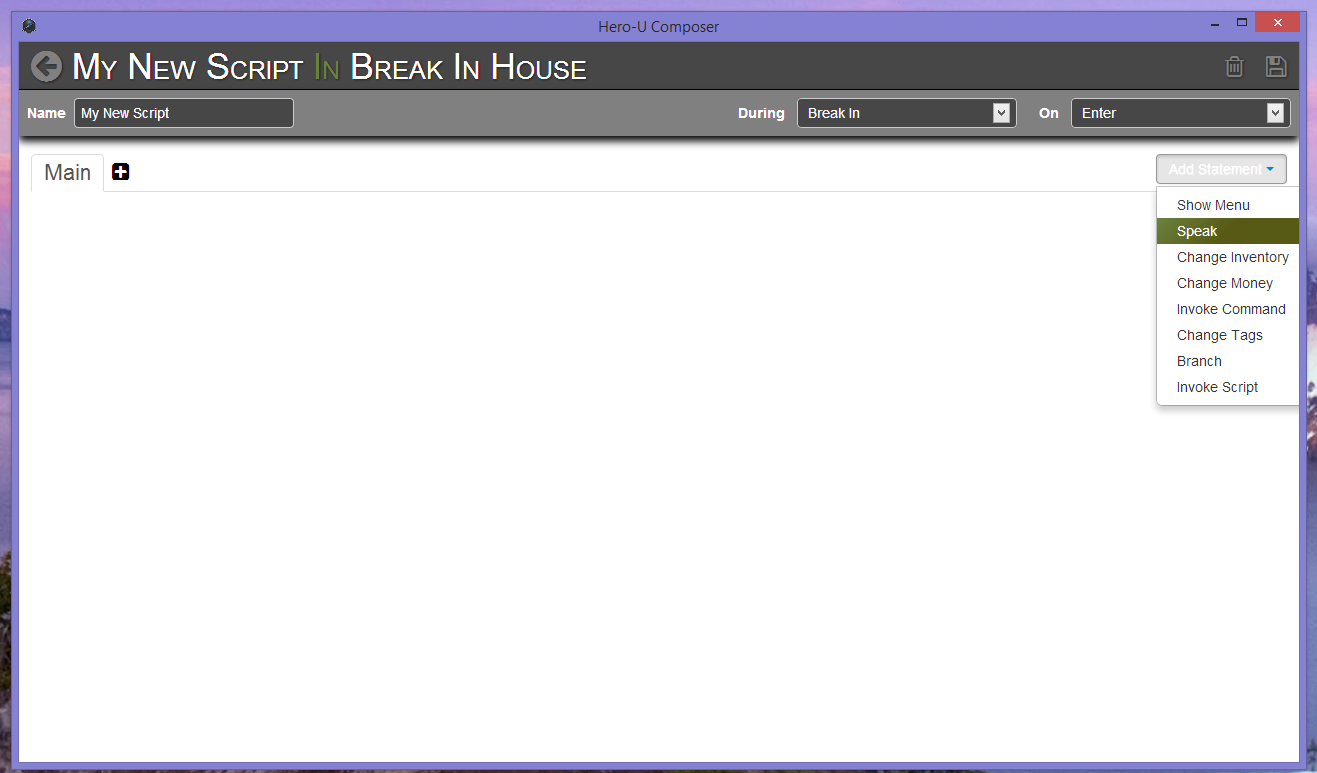 Hero-U Composer
My New Script In Break In House
Name My New Script During Break In On Enter
Main Add Statement
Show Menu
Speak
Change Inventory
Change Money
Invoke Command
Change Tags
Branch
Invoke Script